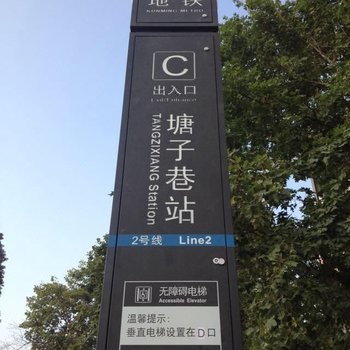 地铁
KUNMING METRO
C
出入口
Exit/Entrance
塘子巷站
TANGZIXIANG Station
2号线 Line2
无障碍电梯
Accessible Elevator
温馨提示：
垂直电梯设置在D口